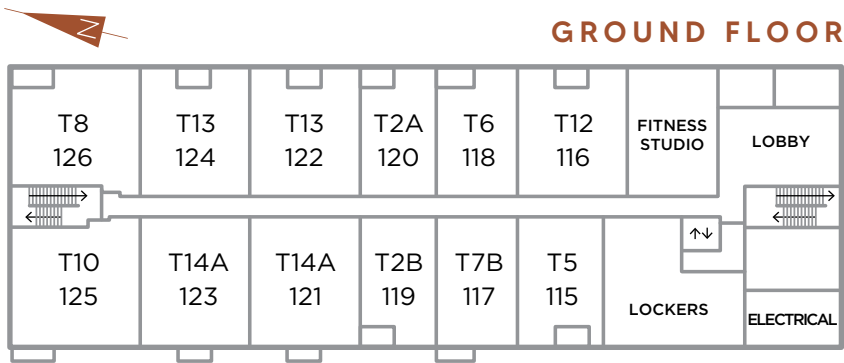 N
GROUND FLOOR
T8
126
T13
124
T13
122
T2A
120
T6
118
T12
116
FITNESS
STUDIO
LOBBY
T10
125
T14A
123
T14A
121
T2B
119
T7B
117
T5
115
LOCKERS
ELECTRICAL